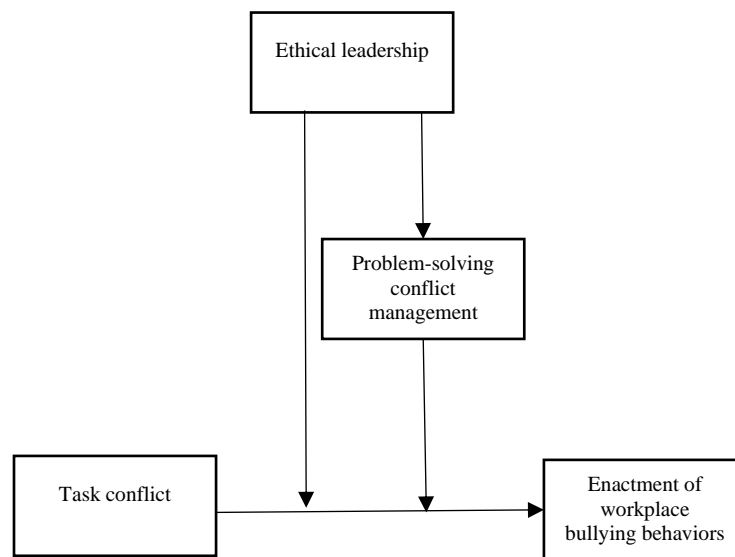 Ethical leadership
Problem-solving
conflict
management
Task conflict
Enactment of
workplace
bullying behaviors